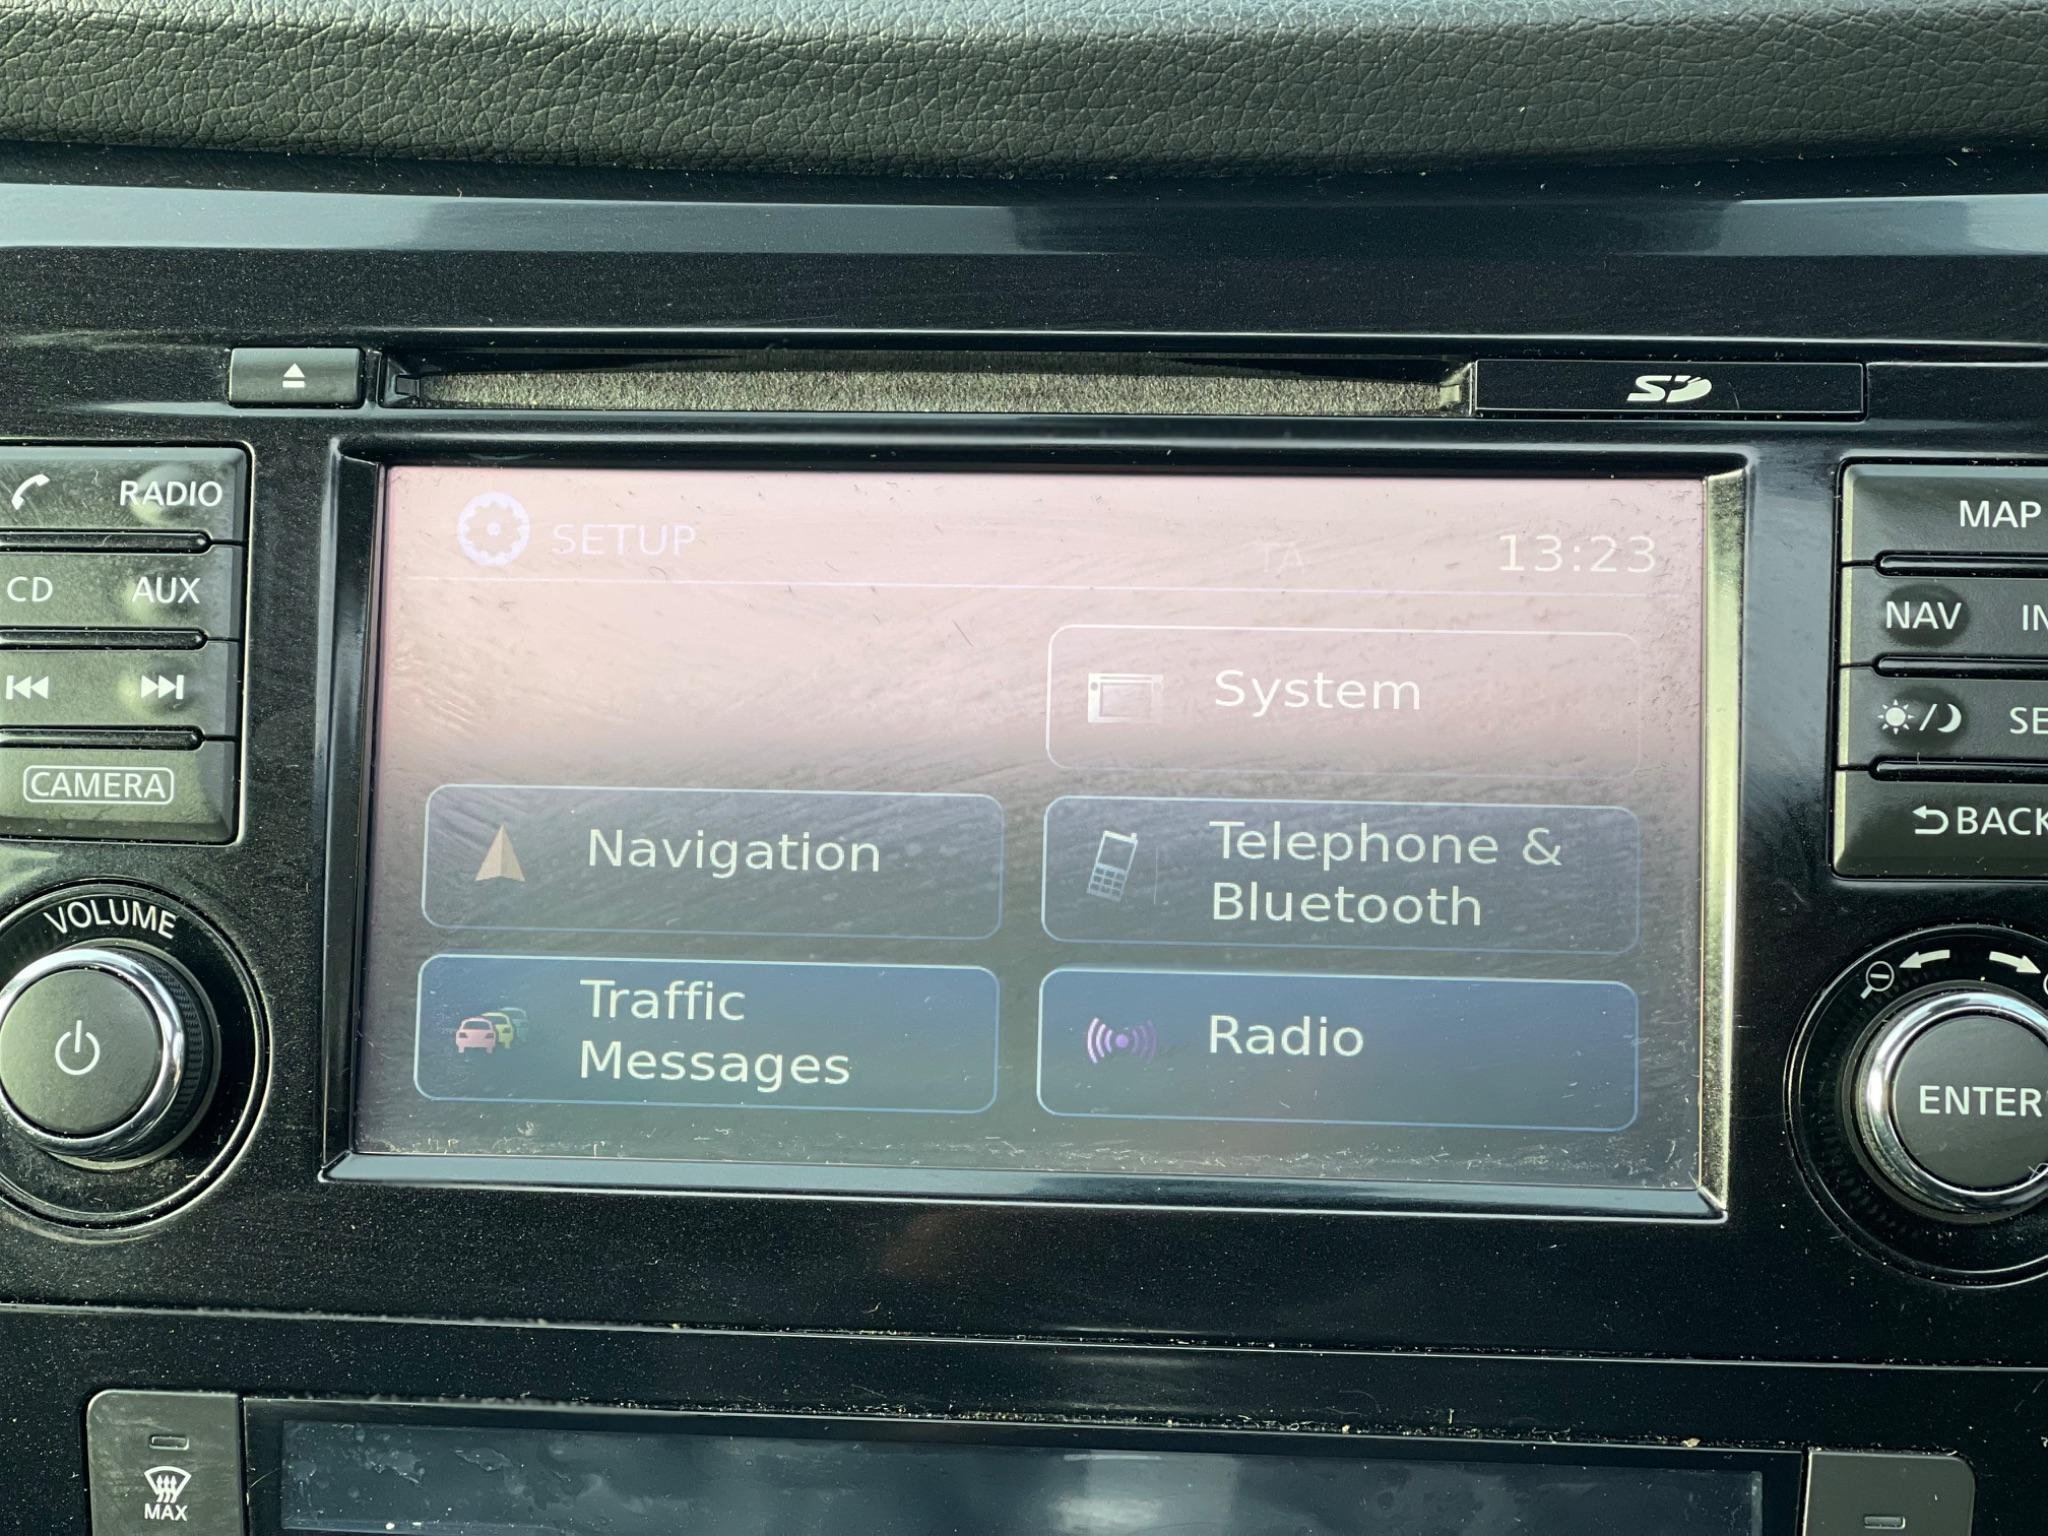 SD
RADIO
CD AUX
CAMERA
VOLUME
SETUP
TA
13:23
System
Navigation
Telephone &
Bluetooth
Traffic
Messages
Radio
MAP
NAV
BACK
ENTER
MAX